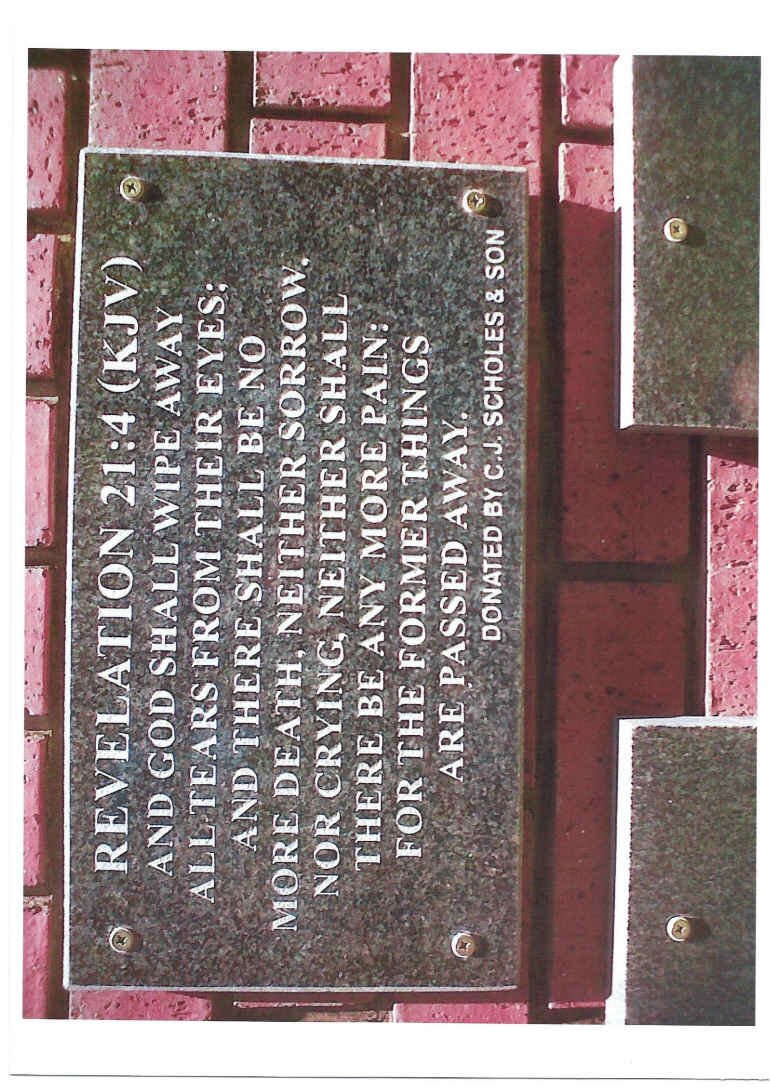 REVELATION 21:4 (KJV)
AND GOD SHALL WIPE AWAY
ALL TEARS FROM THEIR EYES;
AND THERE SHALL BE NO
MORE DEATH, NEITHER SORROW.
NOR CRYING, NEITHER SHALL
THERE BE ANY MORE PAIN:
FOR THE FORMER THINGS
ARE PASSED AWAY.
DONATED BY C.J. SCHOLES & SON